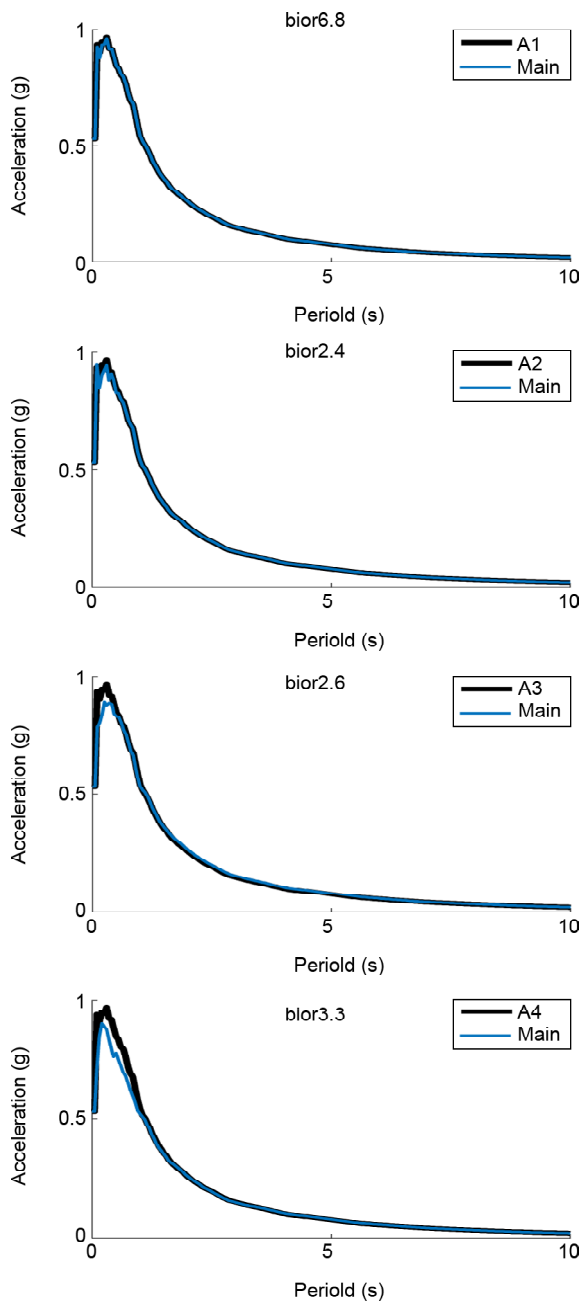 bior6.8
1
A1
Main
Acceleration (g)
0.5
0
0
5
10
Periold (s)
bior2.4
1
A2
Main
Acceleration (g)
0.5
0
0
5
10
Periold (s)
bior2.6
1
A3
Main
Acceleration (g)
0.5
0
0
5
10
Periold (s)
blor3.3
1
A4
Main
Acceleration (g)
0.5
0
0
5
10
Periold (s)